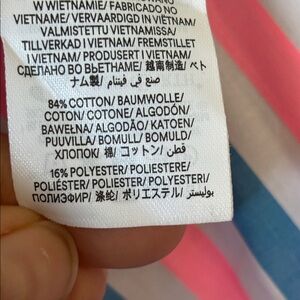 W WIETNAMIE/ FABRICADO NO
VIETNAME/ VERVAARDIGD IN VIËTNAM/
VALMISTETTU VIETNAMISSA/
TILLVERKAD I VIETNAM/ FREMSTILLET
I VIETNAM/ PRODUSERT I VIETNAM/
СДЕЛАНО ВО ВЬЕТНАМЕ/ 越南制造/ ベト
ナム製/ صنع في فيتنام
84% COTTON/ BAUMWOLLE/
COTON/ COTONE/ ALGODÓN/
BAWEŁNA/ ALGODÃO/ KATOEN/
PUUVILLA/ BOMULL/ BOMULD/
ХЛОПОК/ 棉/ コットン/ قطن
16% POLYESTER/ POLIESTERE/
POLIÉSTER/ POLYESTER/ POLYESTERI/
ПОЛИЭФИР/ 涤纶/ ポリエステル/ بوليستر